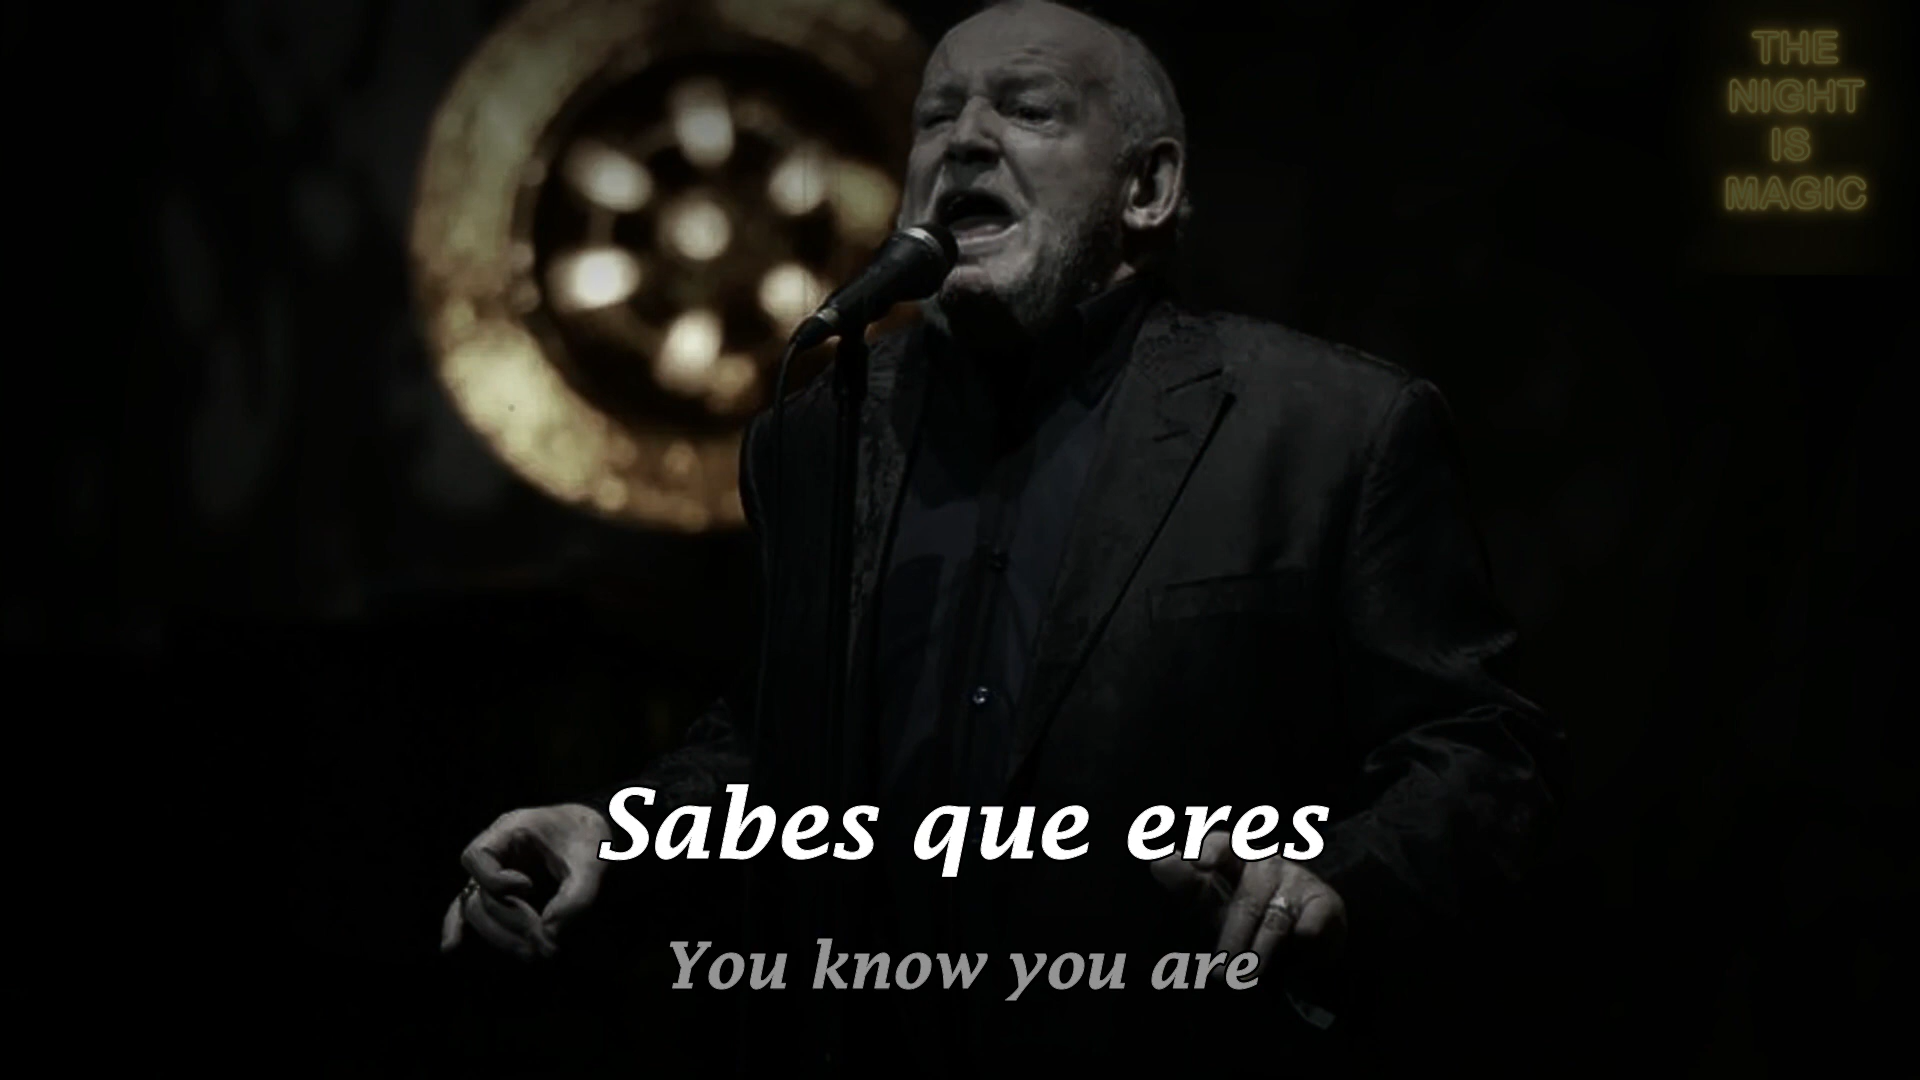 THE
NIGHT
IS
MAGIC
Sabes que eres
You know you are